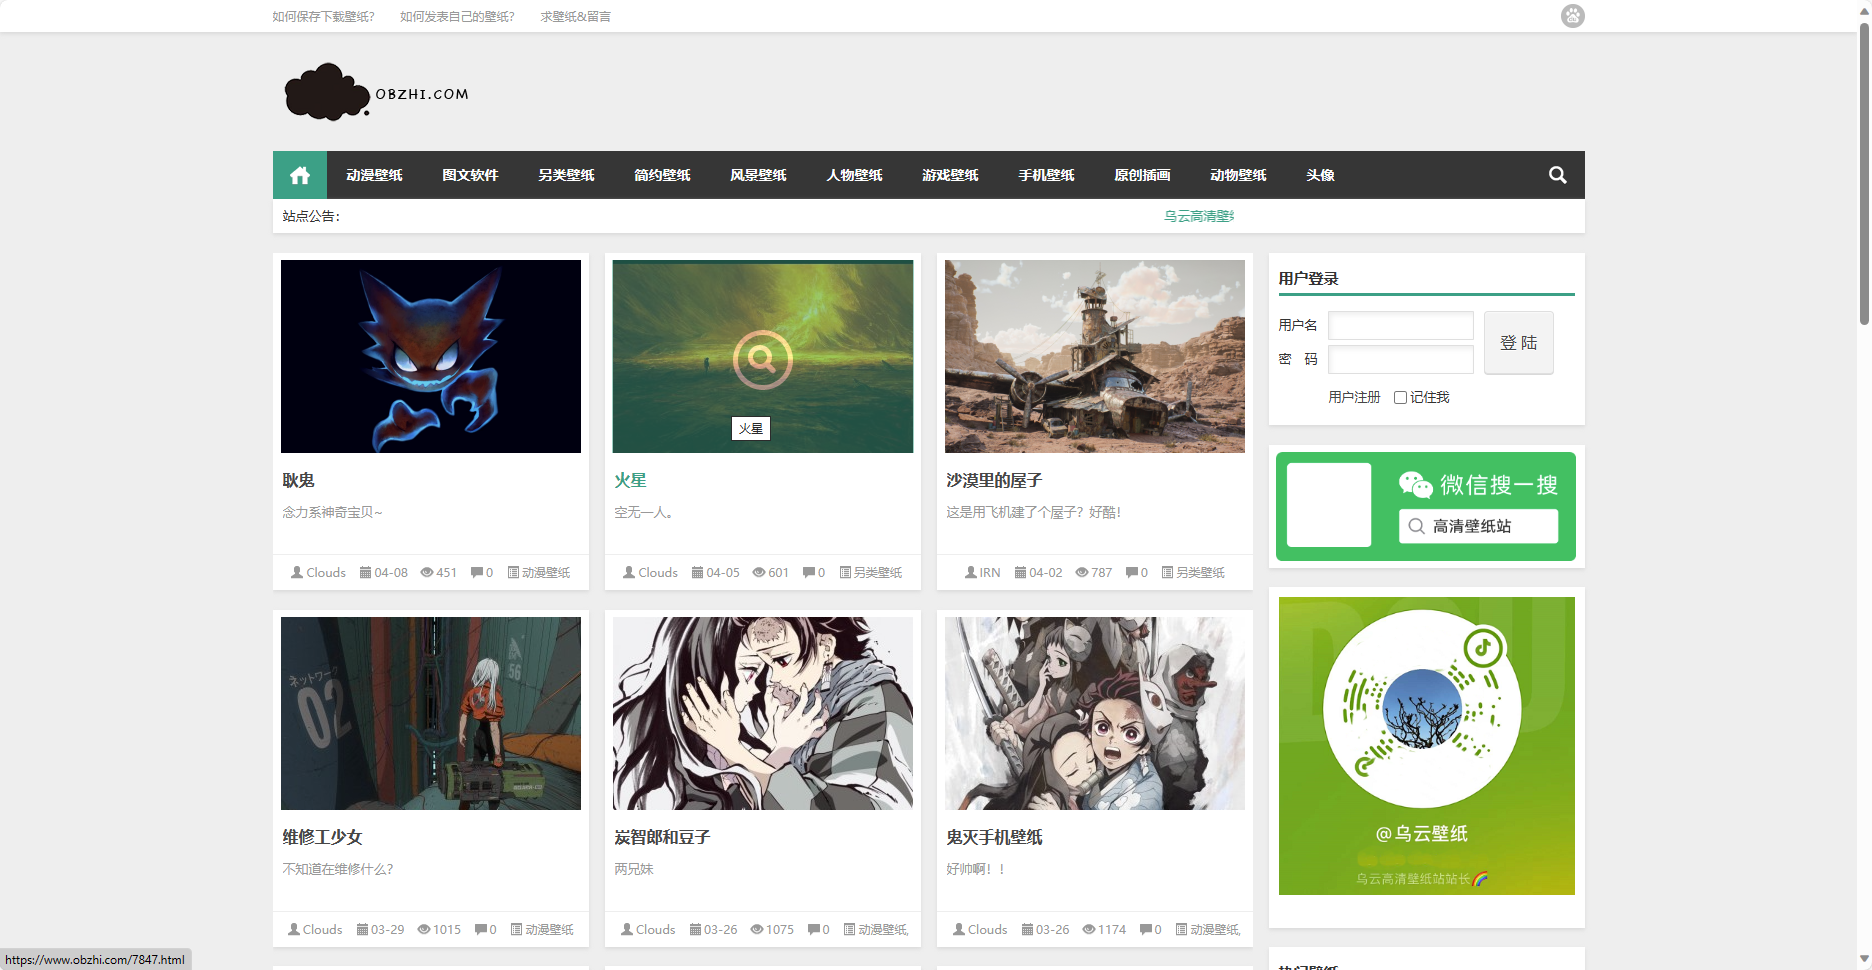 如何保存下载壁纸?
如何发表自己的壁纸?
求壁纸&留言
OBZHI.COM
动漫壁纸
图文软件
另类壁纸
简约壁纸
风景壁纸
人物壁纸
游戏壁纸
手机壁纸
原创插画
动物壁纸
头像
站点公告:
乌云高清壁
火星
耿鬼
念力系神奇宝贝~
Clouds 04-08 451 0 动漫壁纸
火星
空无一人。
Clouds 04-05 601 0 另类壁纸
沙漠里的屋子
这是用飞机建了个屋子?好酷!
IRN 04-02 787 0 另类壁纸
用户登录
用户名
登 陆
密 码
用户注册
记住我
微信搜一搜
高清壁纸站
ネットワーク
02
56
维修工少女
不知道在维修什么?
Clouds 03-29 1015 0 动漫壁纸
炭智郎和豆子
两兄妹
Clouds 03-26 1075 0 动漫壁纸,
鬼灭手机壁纸
好帅啊!!
Clouds 03-26 1174 0 动漫壁纸,
@乌云壁纸
乌云高清壁纸站站长🌈
https://www.obzhi.com/7847.html